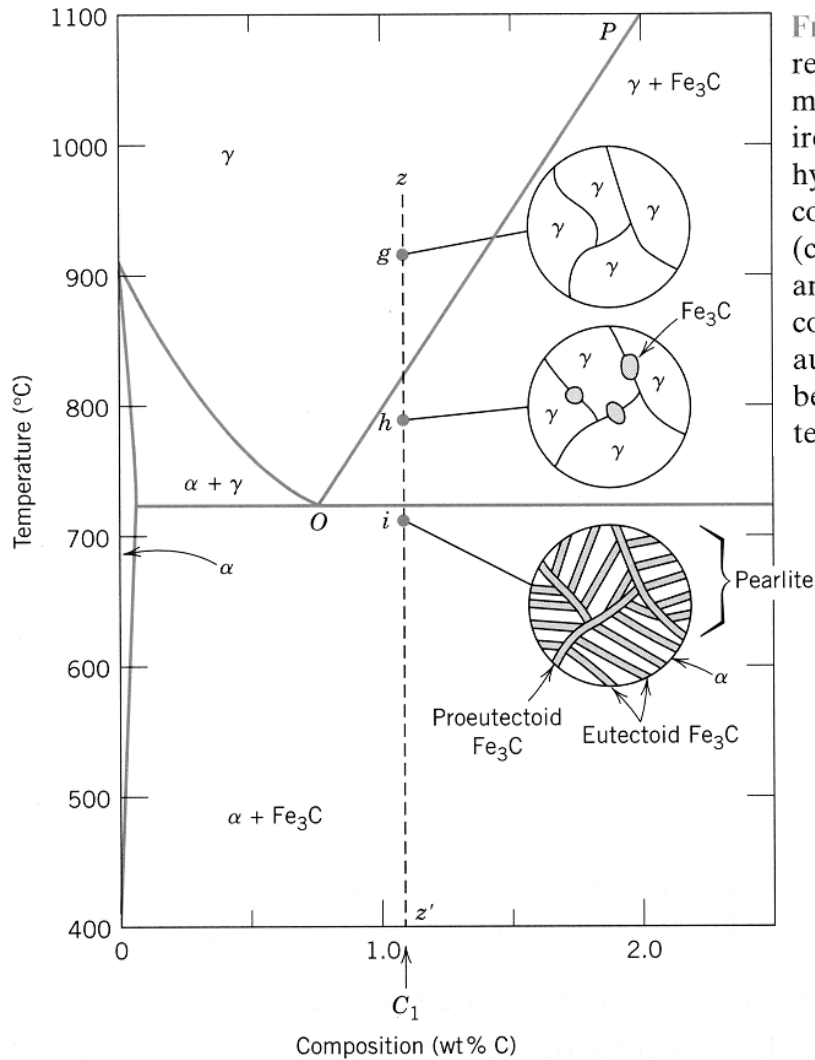 1100
1000
900
800
700
600
500
400
Temperature (°C)
0
1.0
2.0
C₁
Composition (wt% C)
P
γ + Fe₃C
γ
z
g
γ
γ
γ
γ
Fe₃C
h
γ
γ
γ
γ
α + γ
O
i
α
Pearlite
α
Proeutectoid
Fe₃C
Eutectoid Fe₃C
α + Fe₃C
z′